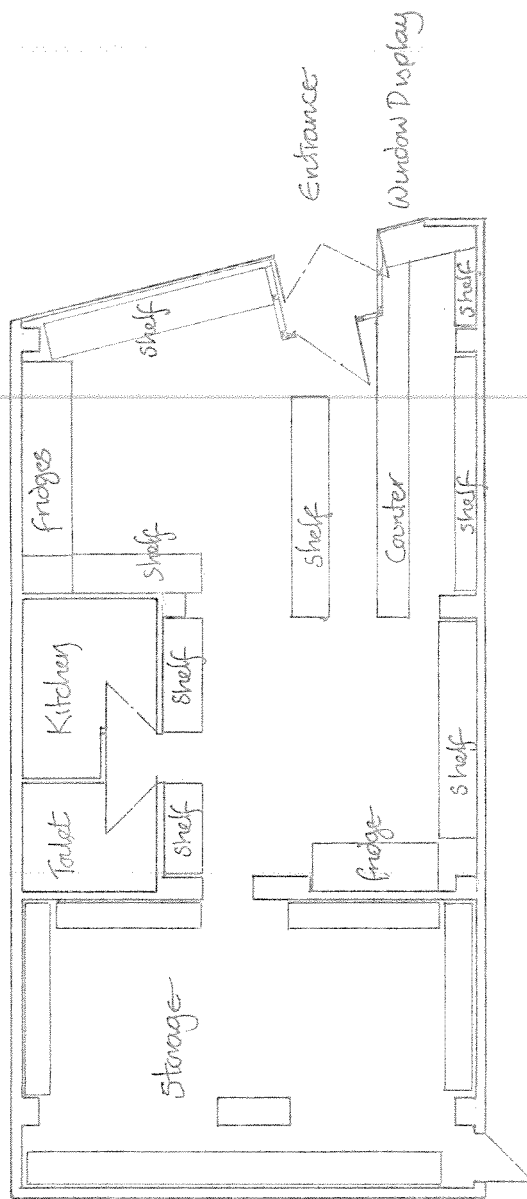 Entrance
Window Display
shelf
shelf
fridges
shelf
shelf
Counter
shelf
Kitchen
shelf
Toilet
shelf
shelf
fridge
Storage